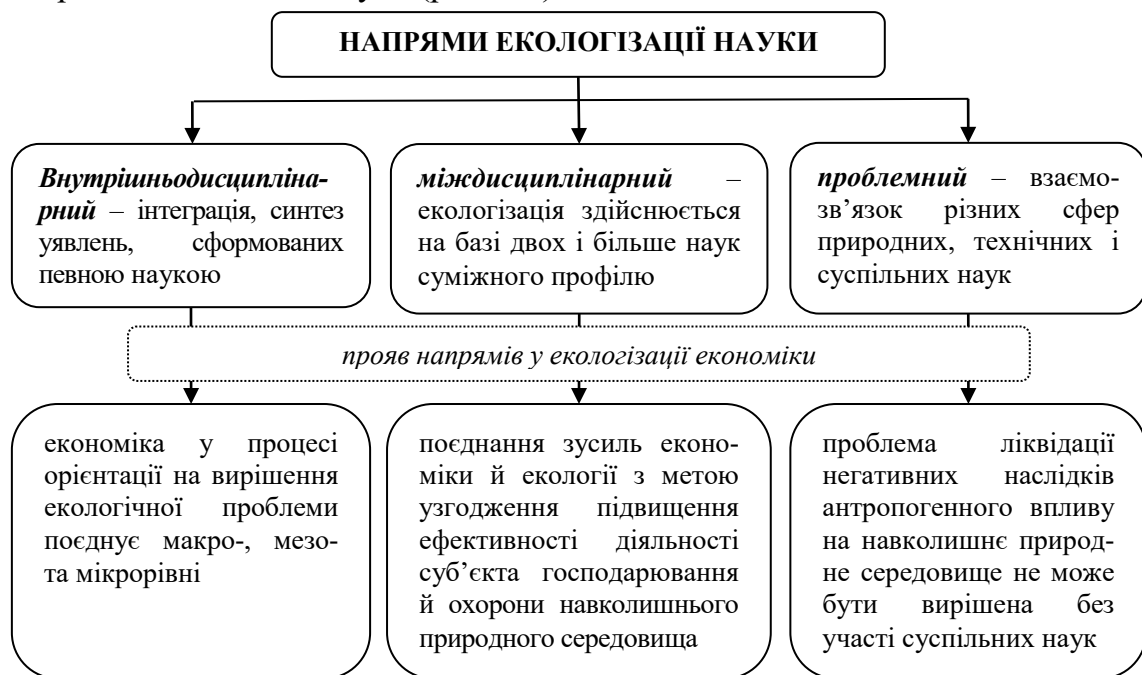 НАПРЯМИ ЕКОЛОГІЗАЦІЇ НАУКИ
Внутрішньодисципліна-
рний – інтеграція, синтез
уявлень, сформованих
певною наукою
міждисциплінарний –
екологізація здійснюється
на базі двох і більше наук
суміжного профілю
проблемний – взаємо-
зв’язок різних сфер
природних, технічних і
суспільних наук
прояв напрямів у екологізації економіки
економіка у процесі
орієнтації на вирішення
екологічної проблеми
поєднує макро-, мезо-
та мікрорівні
поєднання зусиль еконо-
міки й екології з метою
узгодження підвищення
ефективності діяльності
суб’єкта господарювання
й охорони навколишнього
природного середовища
проблема ліквідації
негативних наслідків
антропогенного впливу
на навколишнє природ-
не середовище не може
бути вирішена без
участі суспільних наук